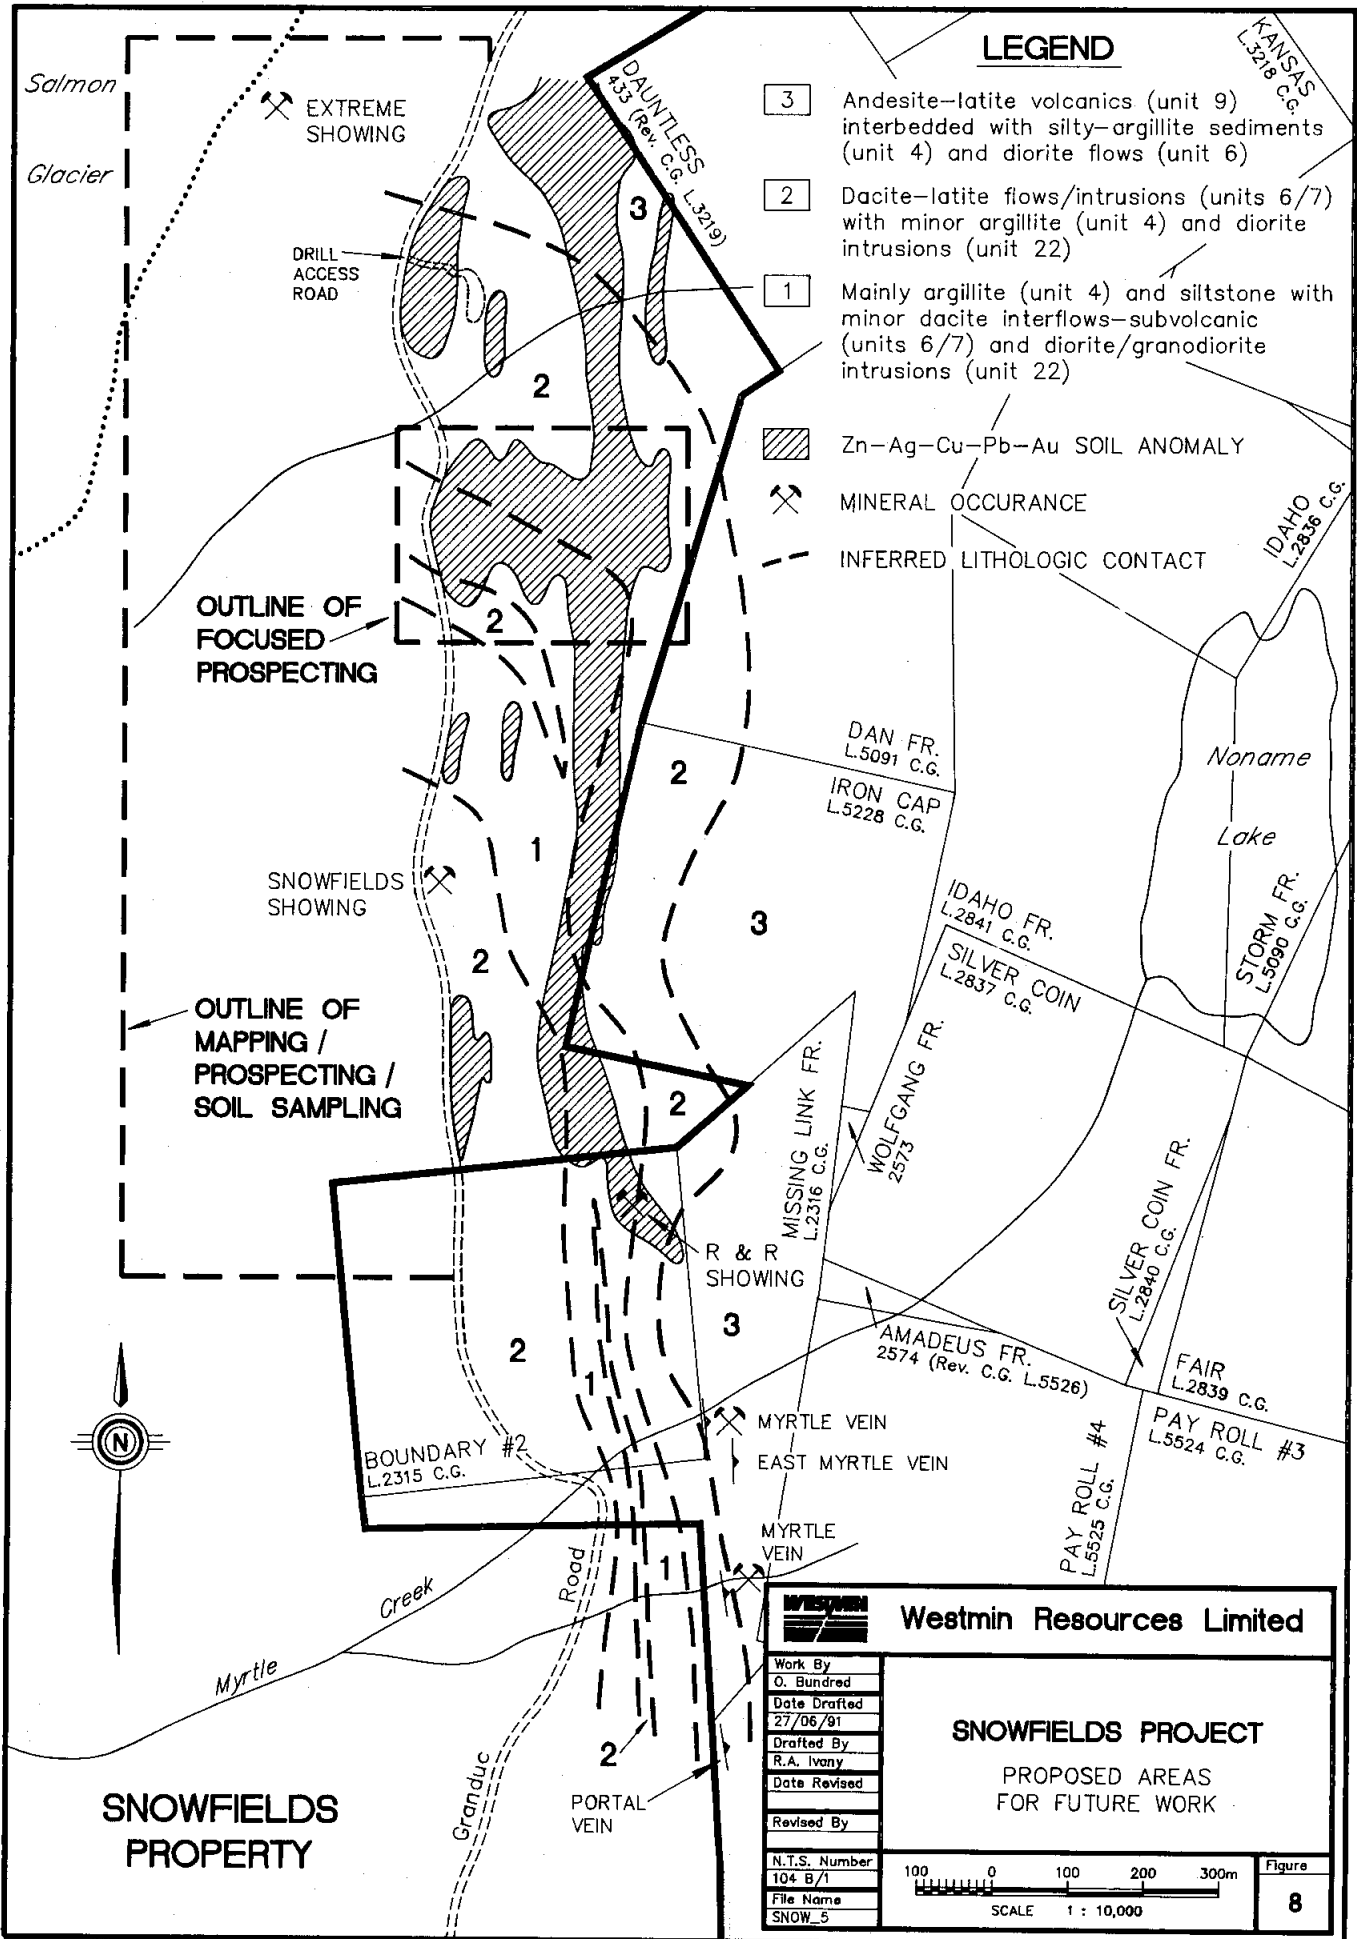 LEGEND
3 Andesite-latite volcanics (unit 9)
interbedded with silty-argillite sediments
(unit 4) and diorite flows (unit 6)
2 Dacite-latite flows/intrusions (units 6/7)
with minor argillite (unit 4) and diorite
intrusions (unit 22)
1 Mainly argillite (unit 4) and siltstone with
minor dacite interflows-subvolcanic
(units 6/7) and diorite/granodiorite
intrusions (unit 22)
Zn-Ag-Cu-Pb-Au SOIL ANOMALY
MINERAL OCCURANCE
INFERRED LITHOLOGIC CONTACT
Salmon
Glacier
EXTREME
SHOWING
DAUNTLESS
433 (Rev. C.G. L.3219)
KANSAS
L.3218 C.G.
3
DRILL
ACCESS
ROAD
2
IDAHO
L.2836 C.G.
OUTLINE OF
FOCUSED
PROSPECTING
2
DAN FR.
L.5091 C.G.
IRON CAP
L.5228 C.G.
2
Noname
Lake
1
SNOWFIELDS
SHOWING
3
IDAHO FR.
L.2841 C.G.
SILVER COIN
L.2837 C.G.
STORM FR.
L.5090 C.G.
2
OUTLINE OF
MAPPING /
PROSPECTING /
SOIL SAMPLING
2
MISSING LINK FR.
L.2316 C.G.
WOLFGANG FR.
2573
SILVER COIN FR.
L.2840 C.G.
R & R
SHOWING
3
2
1
AMADEUS FR.
2574 (Rev. C.G. L.5526)
FAIR
L.2839 C.G.
PAY ROLL #3
L.5524 C.G.
PAY ROLL #4
L.5525 C.G.
N
BOUNDARY #2
L.2315 C.G.
MYRTLE VEIN
EAST MYRTLE VEIN
MYRTLE
VEIN
1
Myrtle Creek
Granduc Road
2
PORTAL
VEIN
SNOWFIELDS
PROPERTY
WESTMIN
Westmin Resources Limited
Work By
O. Bundred
Date Drafted
27/06/91
Drafted By
R.A. Ivany
Date Revised
Revised By
N.T.S. Number
104 B/1
File Name
SNOW_5
SNOWFIELDS PROJECT
PROPOSED AREAS
FOR FUTURE WORK
100 0 100 200 300m
SCALE 1 : 10,000
Figure
8